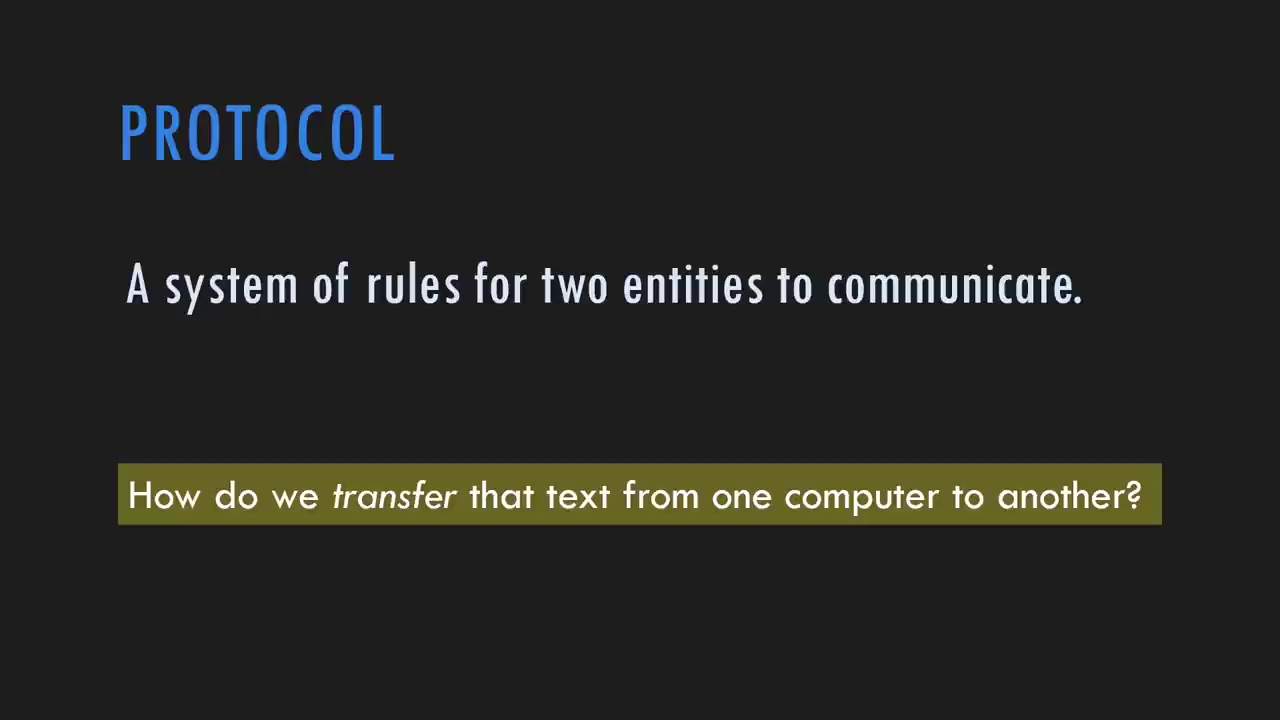 PROTOCOL
A system of rules for two entities to communicate.
How do we transfer that text from one computer to another?